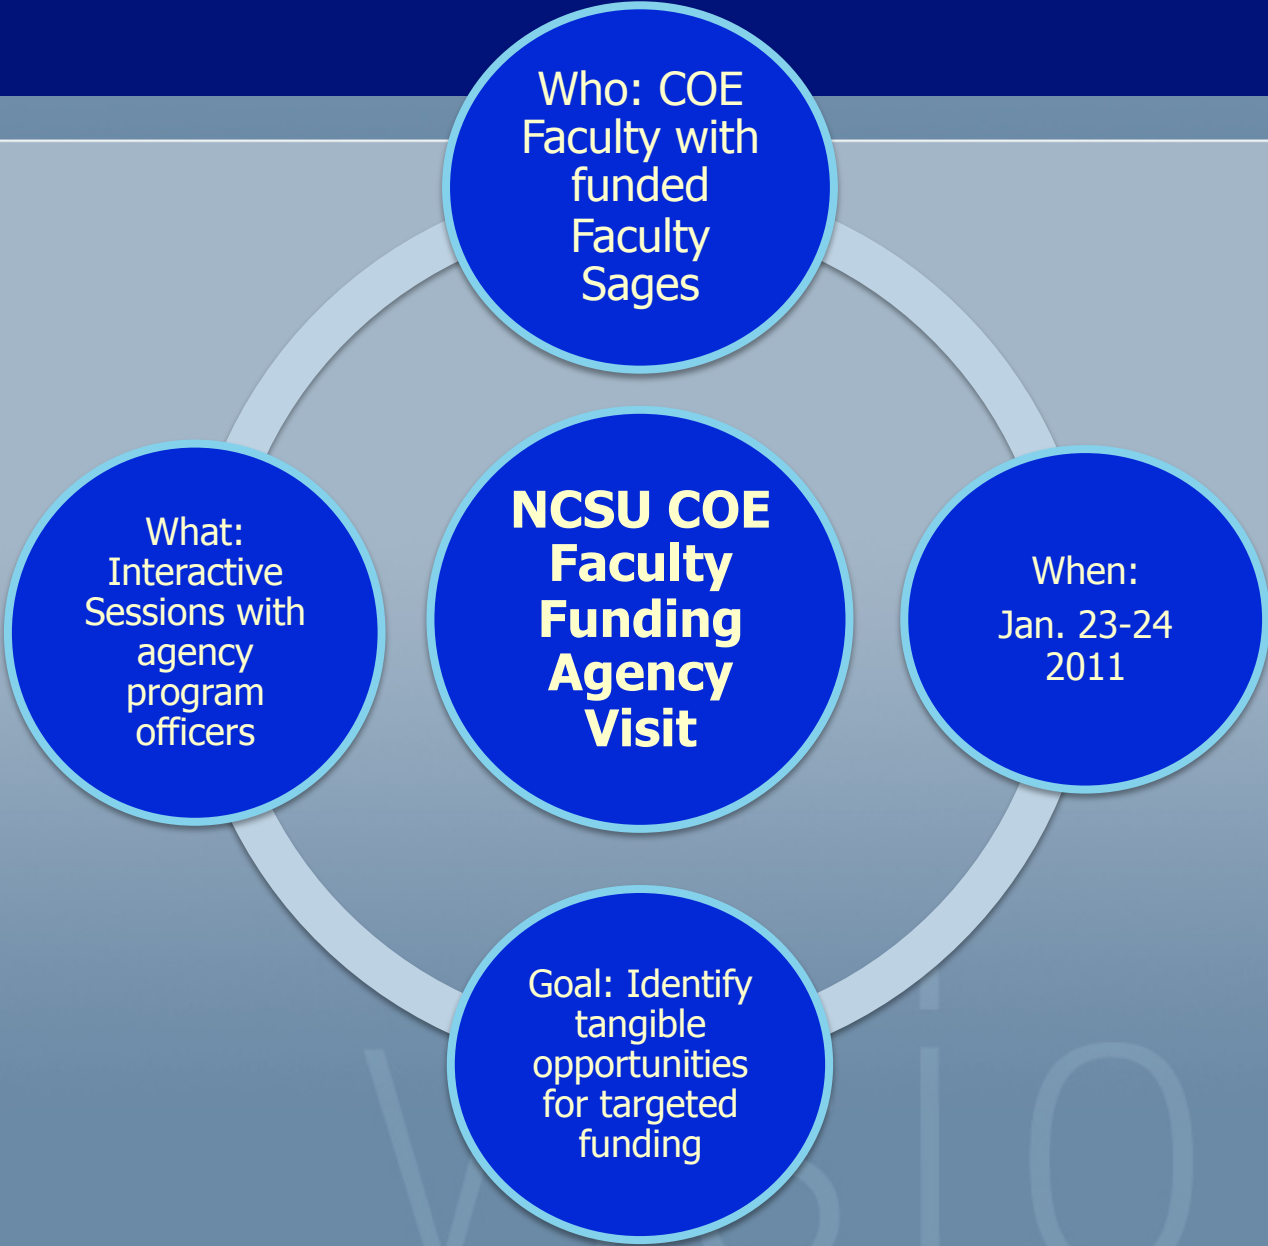 Who: COE
Faculty with
funded
Faculty
Sages
What:
Interactive
Sessions with
agency
program
officers
NCSU COE
Faculty
Funding
Agency
Visit
When:
Jan. 23-24
2011
Goal: Identify
tangible
opportunities
for targeted
funding